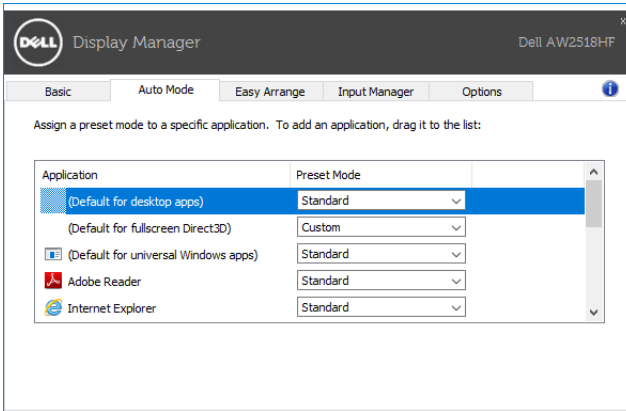 x
DELL Display Manager Dell AW2518HF
Basic Auto Mode Easy Arrange Input Manager Options i
Assign a preset mode to a specific application. To add an application, drag it to the list:
Application Preset Mode
(Default for desktop apps) Standard
(Default for fullscreen Direct3D) Custom
(Default for universal Windows apps) Standard
Adobe Reader Standard
Internet Explorer Standard